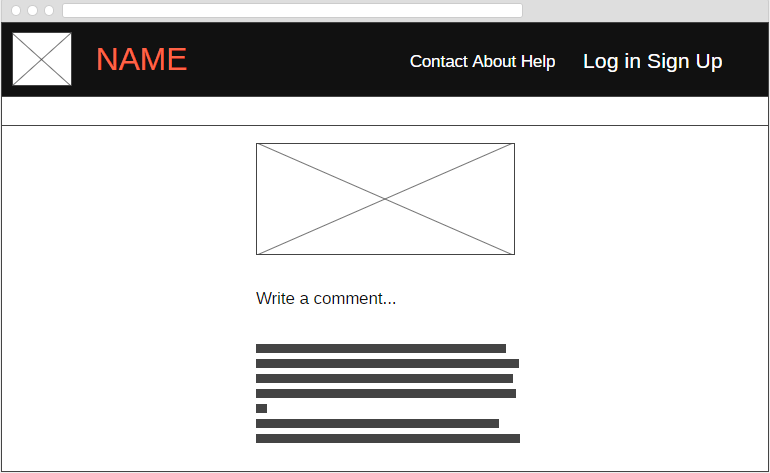 NAME
Contact About Help
Log in Sign Up
Write a comment...